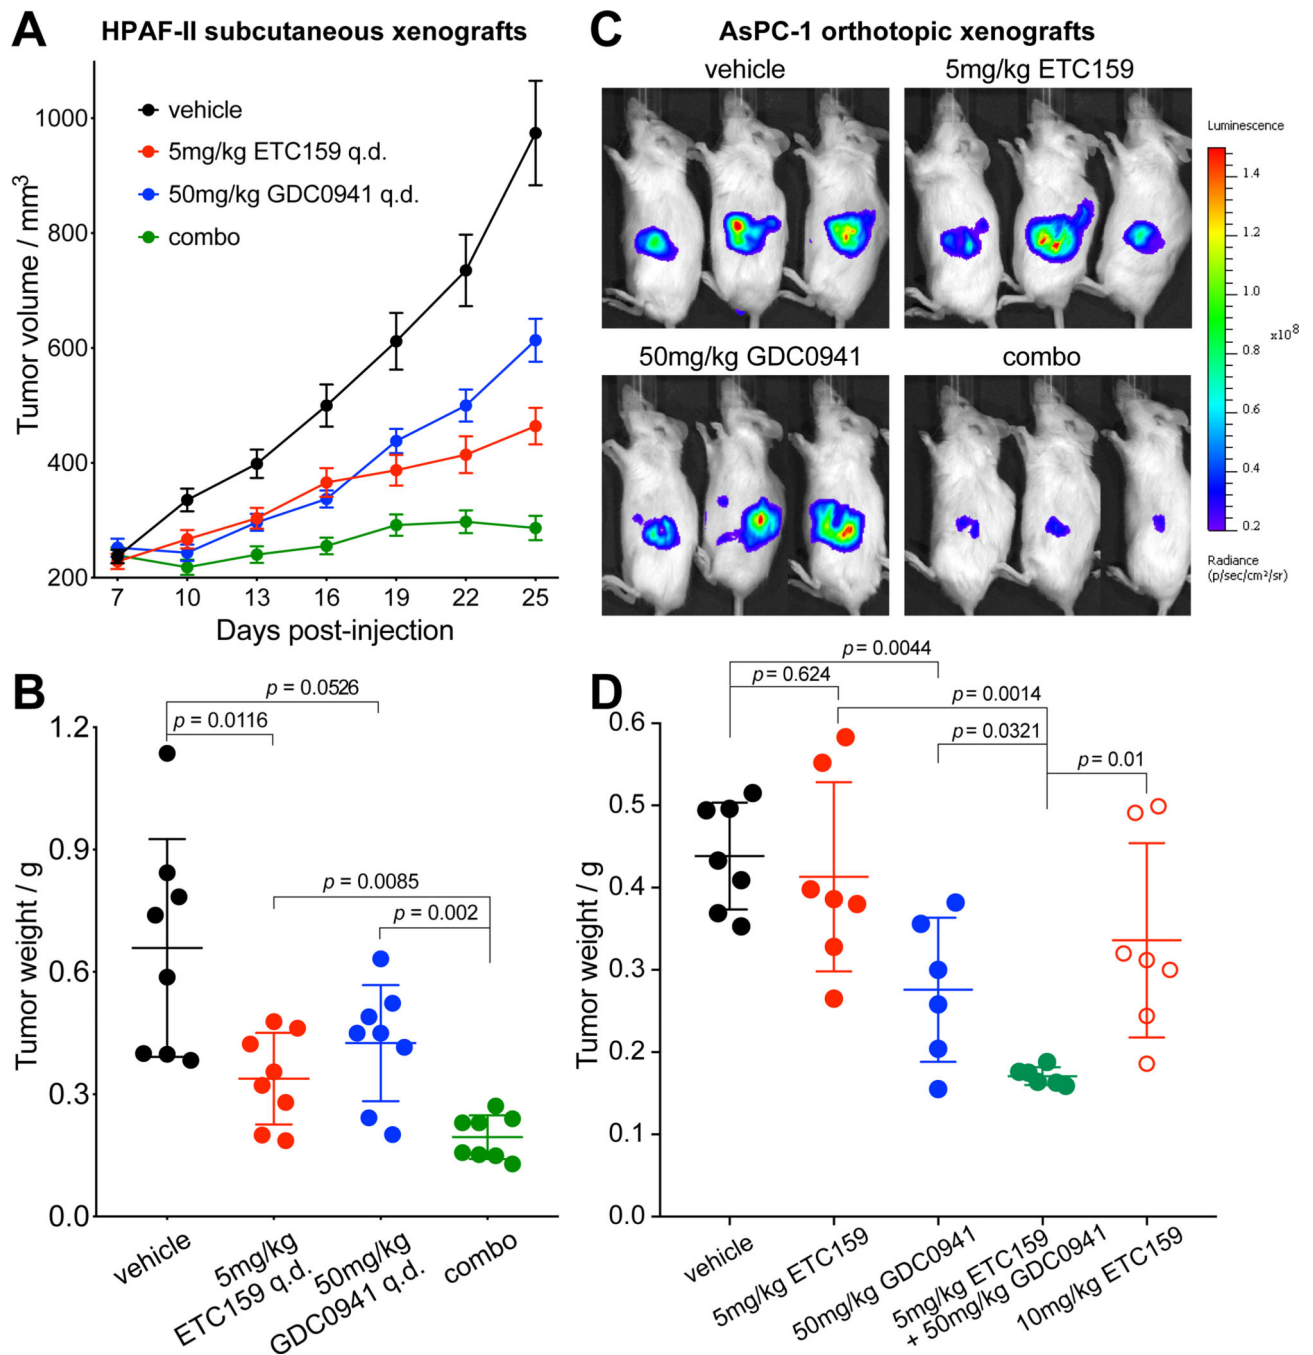 A
HPAF-II subcutaneous xenografts
Tumor volume / mm³
1000
800
600
400
200
vehicle
5mg/kg ETC159 q.d.
50mg/kg GDC0941 q.d.
combo
7 10 13 16 19 22 25
Days post-injection
C
AsPC-1 orthotopic xenografts
vehicle
5mg/kg ETC159
50mg/kg GDC0941
combo
Luminescence
1.4
1.2
1.0
x10⁸
0.8
0.6
0.4
0.2
Radiance
(p/sec/cm²/sr)
B
p = 0.0526
p = 0.0116
p = 0.0085
p = 0.002
Tumor weight / g
1.2
0.9
0.6
0.3
0.0
vehicle
5mg/kg
ETC159 q.d.
50mg/kg
GDC0941 q.d.
combo
D
p = 0.0044
p = 0.624
p = 0.0014
p = 0.0321
p = 0.01
Tumor weight / g
0.6
0.5
0.4
0.3
0.2
0.1
0.0
vehicle
5mg/kg ETC159
50mg/kg GDC0941
5mg/kg ETC159
+ 50mg/kg GDC0941
10mg/kg ETC159